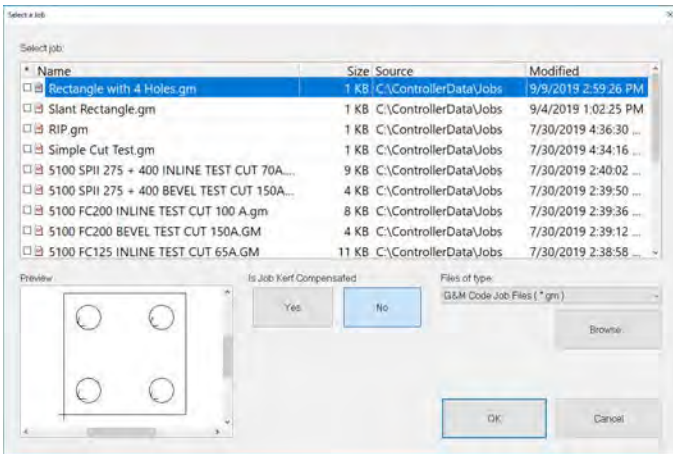 Select a Job
Select job:
* Name Size Source Modified
Rectangle with 4 Holes.gm 1 KB C:\ControllerData\Jobs 9/9/2019 2:59:26 PM
Slant Rectangle.gm 1 KB C:\ControllerData\Jobs 9/4/2019 1:02:25 PM
RIP.gm 1 KB C:\ControllerData\Jobs 7/30/2019 4:36:30 ...
Simple Cut Test.gm 1 KB C:\ControllerData\Jobs 7/30/2019 4:34:16 ...
5100 SPII 275 + 400 INLINE TEST CUT 70A.... 9 KB C:\ControllerData\Jobs 7/30/2019 2:40:02 ...
5100 SPII 275 + 400 BEVEL TEST CUT 150A... 4 KB C:\ControllerData\Jobs 7/30/2019 2:39:50 ...
5100 FC200 INLINE TEST CUT 100 A.gm 8 KB C:\ControllerData\Jobs 7/30/2019 2:39:36 ...
5100 FC200 BEVEL TEST CUT 150A.GM 4 KB C:\ControllerData\Jobs 7/30/2019 2:39:12 ...
5100 FC125 INLINE TEST CUT 65A.GM 11 KB C:\ControllerData\Jobs 7/30/2019 2:38:58 ...
Preview Is Job Kerf Compensated Files of type:
Yes No G&M Code Job Files ( *.gm )
Browse
OK Cancel